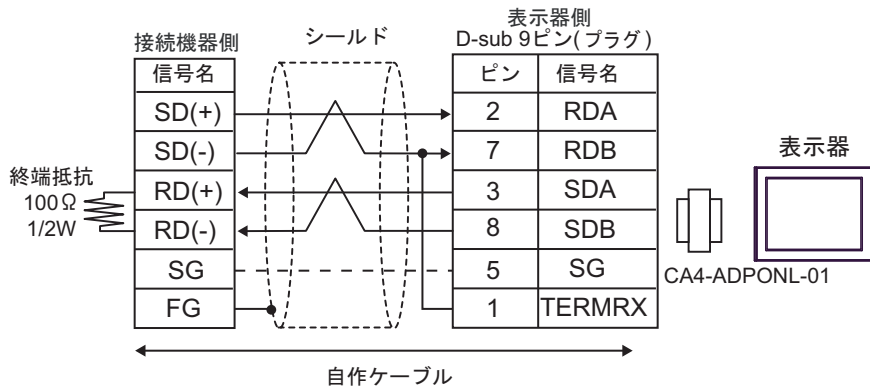 表示器側
接続機器側
シールド
D-sub 9ピン(プラグ)
信号名
ピン
信号名
SD(+)
2
RDA
SD(-)
7
RDB
表示器
終端抵抗
100Ω
1/2W
RD(+)
3
SDA
RD(-)
8
SDB
SG
5
SG
CA4-ADPONL-01
FG
1
TERMRX
自作ケーブル